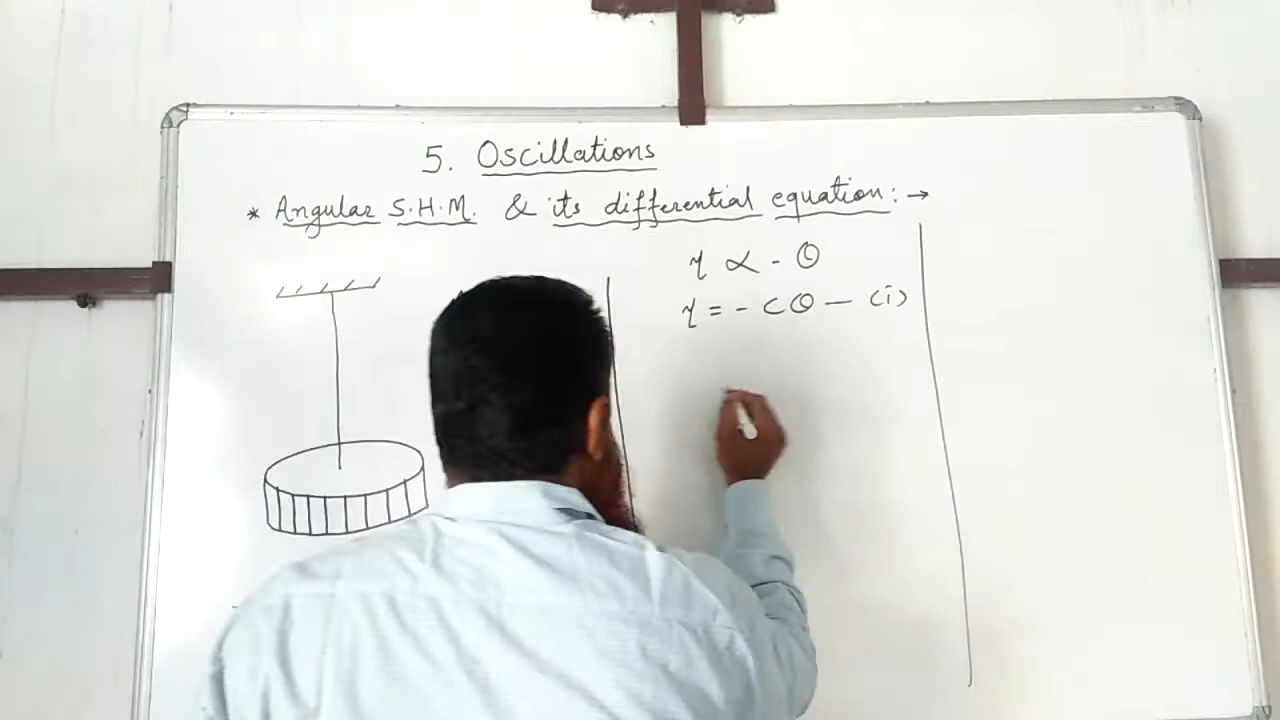 5. Oscillations
* Angular S.H.M. & its differential equation:→
τ ∝ - θ
τ = - cθ — (i)